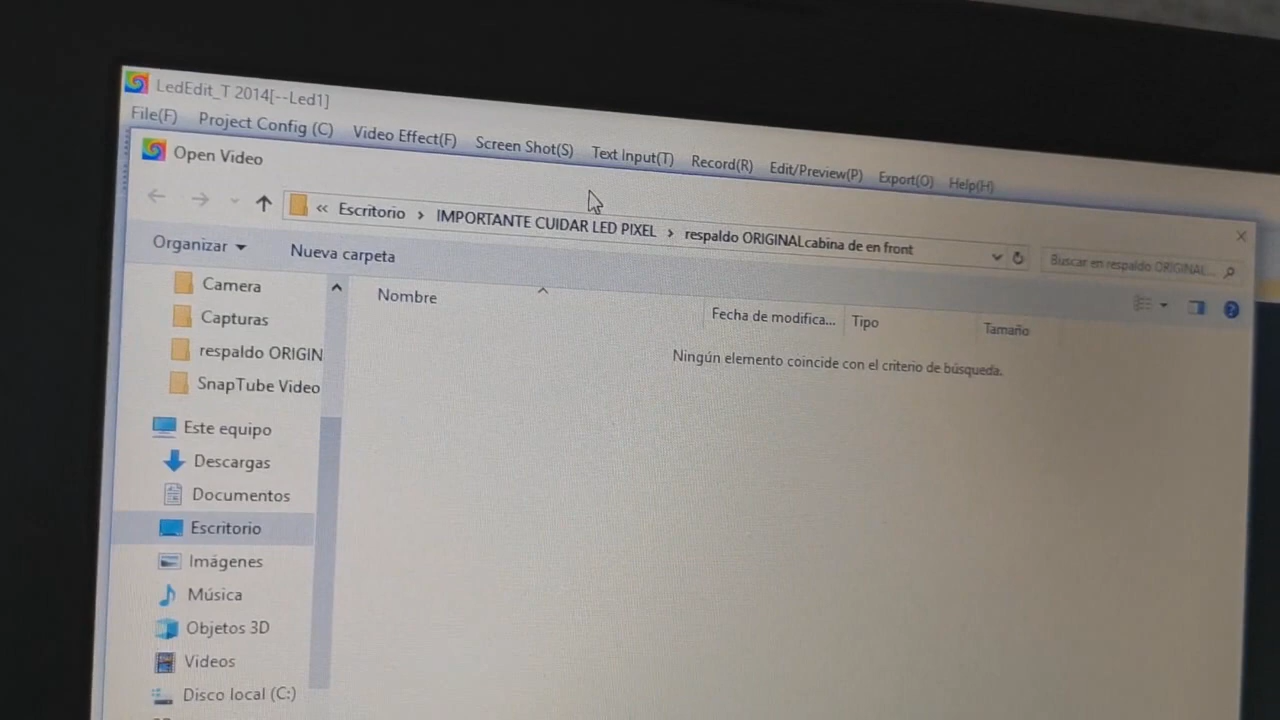 LedEdit_T 2014[--Led1]
File(F) Project Config (C) Video Effect(F) Screen Shot(S) Text Input(T) Record(R) Edit/Preview(P) Export(O) Help(H)
Open Video
« Escritorio › IMPORTANTE CUIDAR LED PIXEL › respaldo ORIGINALcabina de en front
Buscar en respaldo ORIGINAL...
Organizar Nueva carpeta
Camera
Capturas
respaldo ORIGIN
SnapTube Video
Este equipo
Descargas
Documentos
Escritorio
Imágenes
Música
Objetos 3D
Videos
Disco local (C:)
Nombre Fecha de modifica... Tipo Tamaño
Ningún elemento coincide con el criterio de búsqueda.